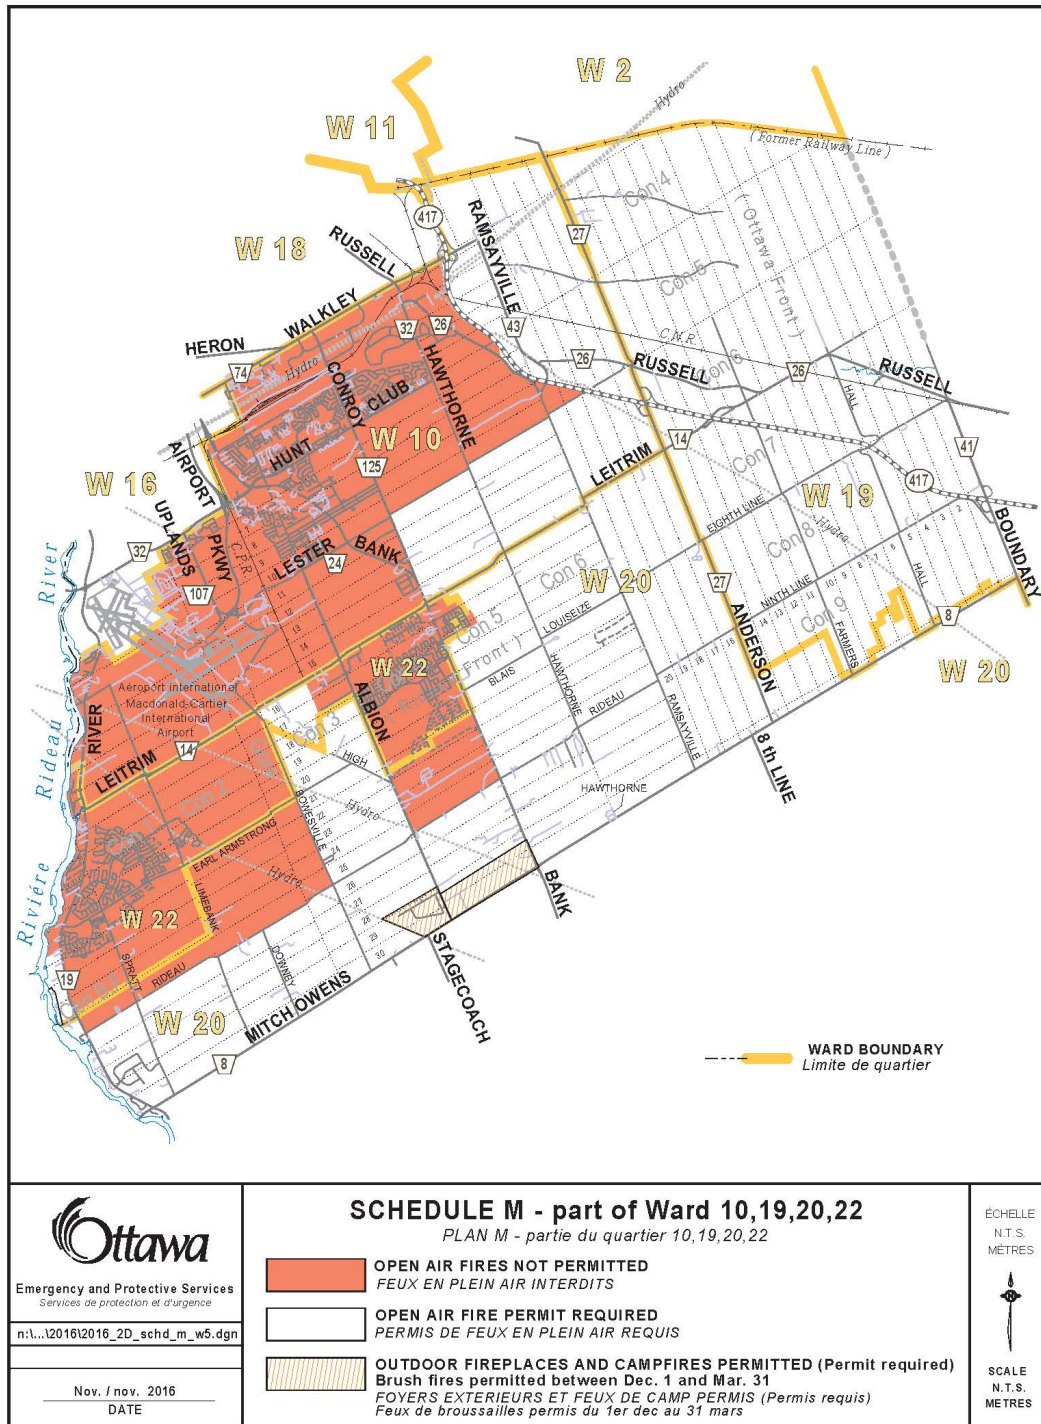 W 2
W 11
W 18
W 16
W 10
W 19
W 20
W 22
W 20
W 22
W 20
Hydro
( Former Railway Line )
417
RAMSAYVILLE
RUSSELL
WALKLEY
HERON
74
Hydro
32
26
43
27
Con 4
( Ottawa Front )
Con 5
C.N.R.
26
RUSSELL
Con 6
26
RUSSELL
HALL
HAWTHORNE
CONROY
CLUB
HUNT
125
AIRPORT
PKWY
UPLANDS
32
107
C.P.R.
LESTER
24
BANK
LEITRIM
14
Con 7
EIGHTH LINE
Con 8
Hydro
417
41
BOUNDARY
HALL
NINTH LINE
Con 9
FARMERS
8
27
ANDERSON
8 th LINE
Con 6
LOUISEIZE
Con 5
Front )
BLAIS
HAWTHORNE
RIDEAU
RAMSAYVILLE
HAWTHORNE
River
Rideau
Rivière
RIVER
Aéroport international
Macdonald-Cartier
International
Airport
LEITRIM
14
Con 3
ALBION
HIGH
Hydro
BOWESVILLE
Con 2
EARL ARMSTRONG
Hydro
LIMEBANK
SPRATT
RIDEAU
DOWNEY
19
MITCH OWENS
8
STAGECOACH
BANK
WARD BOUNDARY
Limite de quartier
Ottawa
Emergency and Protective Services
Services de protection et d'urgence
n:\...\2016\2016_2D_schd_m_w5.dgn
Nov. / nov. 2016
DATE
SCHEDULE M - part of Ward 10,19,20,22
PLAN M - partie du quartier 10,19,20,22
OPEN AIR FIRES NOT PERMITTED
FEUX EN PLEIN AIR INTERDITS
OPEN AIR FIRE PERMIT REQUIRED
PERMIS DE FEUX EN PLEIN AIR REQUIS
OUTDOOR FIREPLACES AND CAMPFIRES PERMITTED (Permit required)
Brush fires permitted between Dec. 1 and Mar. 31
FOYERS EXTERIEURS ET FEUX DE CAMP PERMIS (Permis requis)
Feux de broussailles permis du 1er dec au 31 mars
ÉCHELLE
N.T.S.
MÈTRES
N
SCALE
N.T.S.
METRES